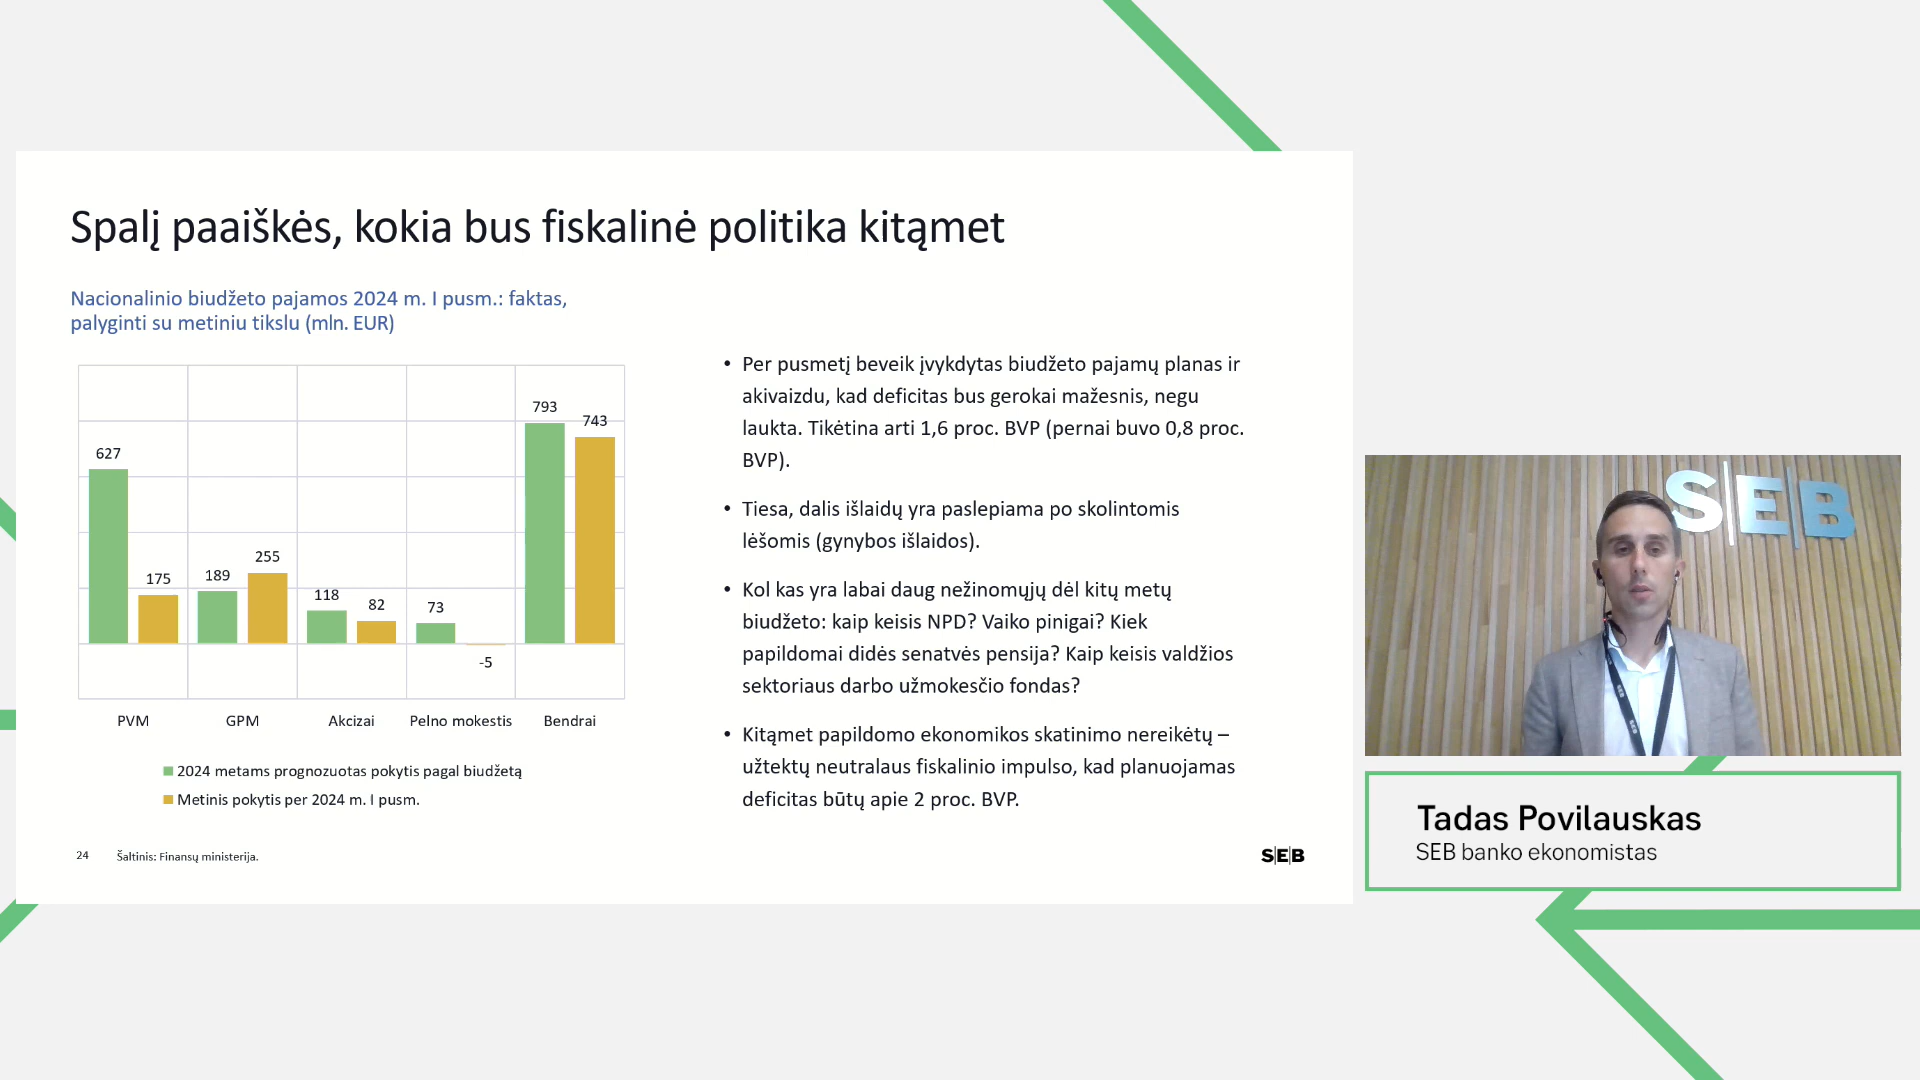 Spalį paaiškės, kokia bus fiskalinė politika kitąmet
Nacionalinio biudžeto pajamos 2024 m. I pusm.: faktas,
palyginti su metiniu tikslu (mln. EUR)
627
175
189
255
118
82
73
-5
793
743
PVM
GPM
Akcizai
Pelno mokestis
Bendrai
2024 metams prognozuotas pokytis pagal biudžetą
Metinis pokytis per 2024 m. I pusm.
• Per pusmetį beveik įvykdytas biudžeto pajamų planas ir
akivaizdu, kad deficitas bus gerokai mažesnis, negu
laukta. Tikėtina arti 1,6 proc. BVP (pernai buvo 0,8 proc.
BVP).
• Tiesa, dalis išlaidų yra paslepiama po skolintomis
lėšomis (gynybos išlaidos).
• Kol kas yra labai daug nežinomųjų dėl kitų metų
biudžeto: kaip keisis NPD? Vaiko pinigai? Kiek
papildomai didės senatvės pensija? Kaip keisis valdžios
sektoriaus darbo užmokesčio fondas?
• Kitąmet papildomo ekonomikos skatinimo nereikėtų –
užtektų neutralaus fiskalinio impulso, kad planuojamas
deficitas būtų apie 2 proc. BVP.
24
Šaltinis: Finansų ministerija.
SEB
SEB
Tadas Povilauskas
SEB banko ekonomistas